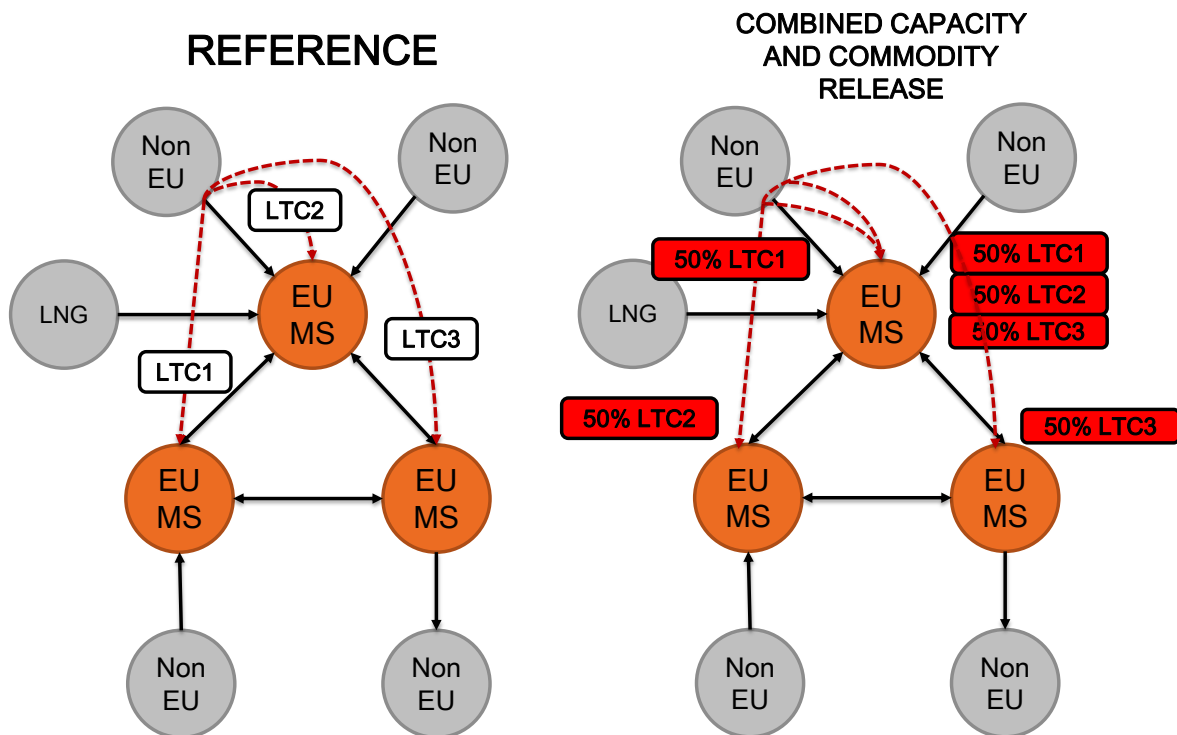 REFERENCE
Non
EU
Non
EU
LTC2
LNG
EU
MS
LTC3
LTC1
EU
MS
EU
MS
Non
EU
Non
EU
COMBINED CAPACITY
AND COMMODITY
RELEASE
Non
EU
Non
EU
50% LTC1
50% LTC1
50% LTC2
50% LTC3
LNG
EU
MS
50% LTC2
50% LTC3
EU
MS
EU
MS
Non
EU
Non
EU